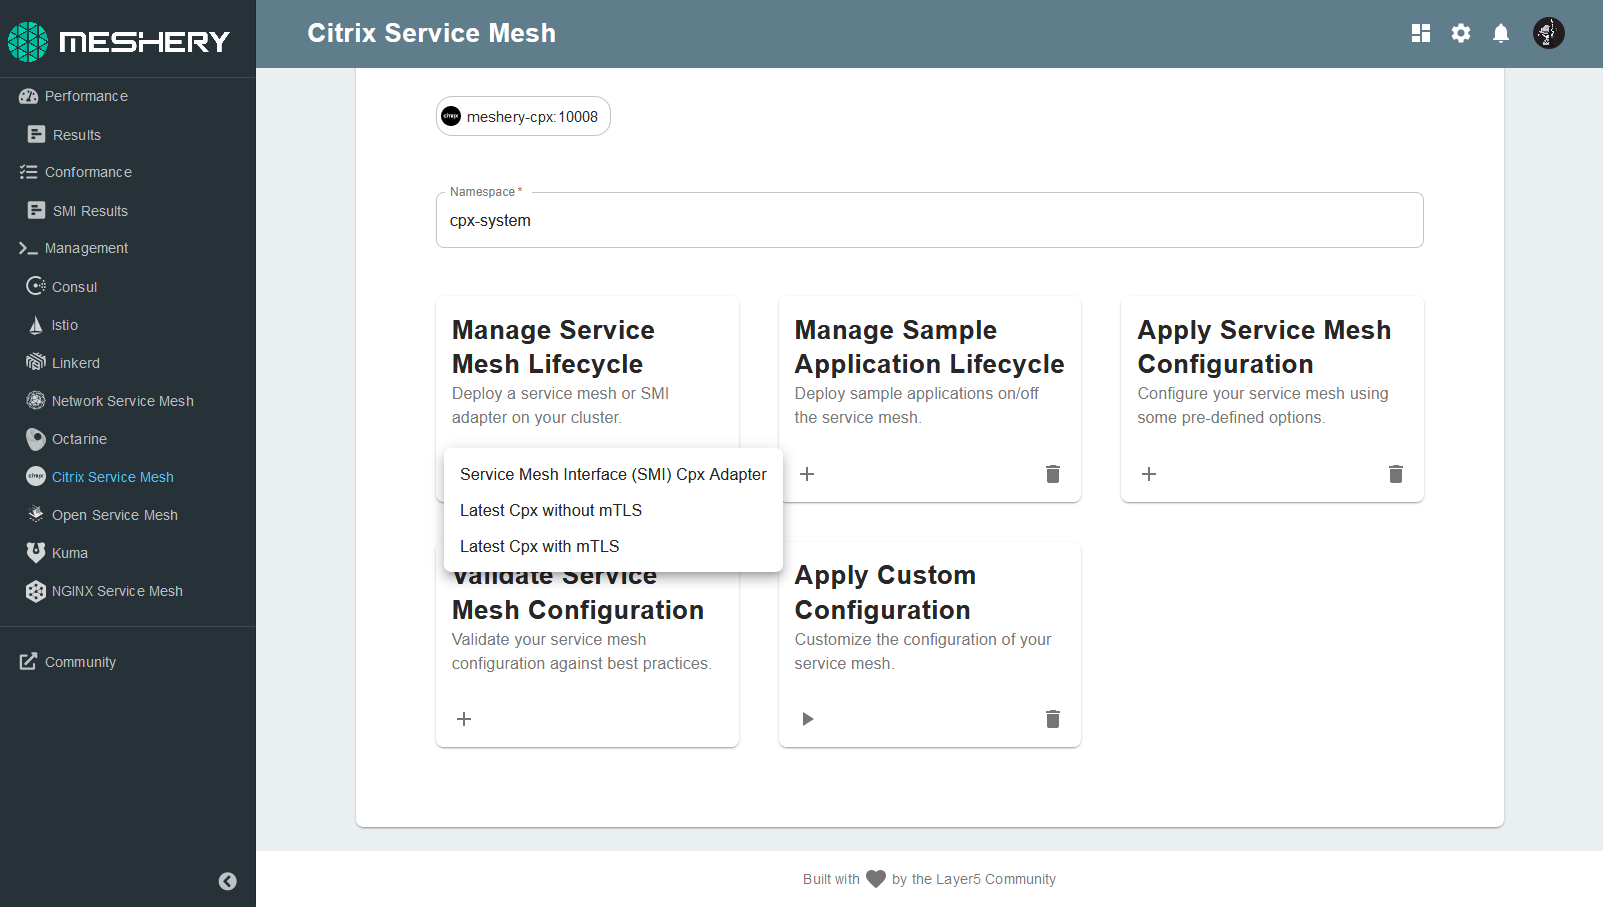 MESHERY
Citrix Service Mesh
Performance
Results
Conformance
SMI Results
Management
Consul
Istio
Linkerd
Network Service Mesh
Octarine
Citrix Service Mesh
Open Service Mesh
Kuma
NGINX Service Mesh
Community
citrix
meshery-cpx:10008
Namespace *
cpx-system
Manage Service
Mesh Lifecycle
Deploy a service mesh or SMI
adapter on your cluster.
Service Mesh Interface (SMI) Cpx Adapter
Latest Cpx without mTLS
Latest Cpx with mTLS
Manage Sample
Application Lifecycle
Deploy sample applications on/off
the service mesh.
Apply Service Mesh
Configuration
Configure your service mesh using
some pre-defined options.
Validate Service
Mesh Configuration
Validate your service mesh
configuration against best practices.
Apply Custom
Configuration
Customize the configuration of your
service mesh.
Built with
by the Layer5 Community